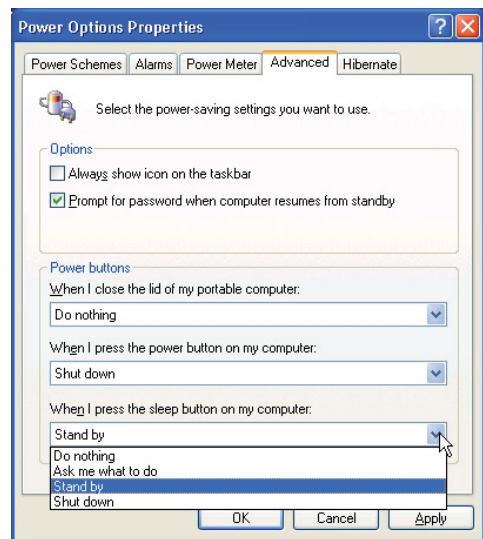 Power Options Properties
Power Schemes Alarms Power Meter Advanced Hibernate
Select the power-saving settings you want to use.
Options
Always show icon on the taskbar
Prompt for password when computer resumes from standby
Power buttons
When I close the lid of my portable computer:
Do nothing
When I press the power button on my computer:
Shut down
When I press the sleep button on my computer:
Stand by
Do nothing
Ask me what to do
Stand by
Shut down
OK Cancel Apply